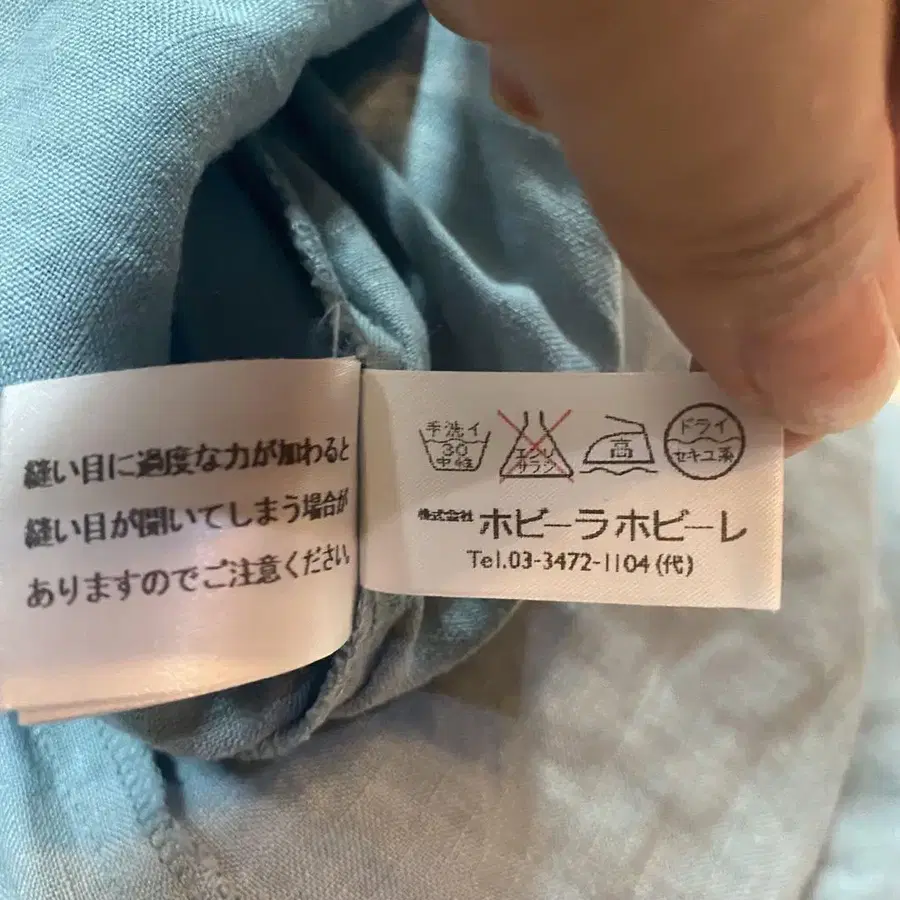 縫い目に過度な力が加わると
縫い目が開いてしまう場合が
ありますのでご注意ください。
手洗イ
30
中性
エンソ
サラシ
高
ドライ
セキユ系
株式会社 ホビーラホビーレ
Tel.03-3472-1104(代)